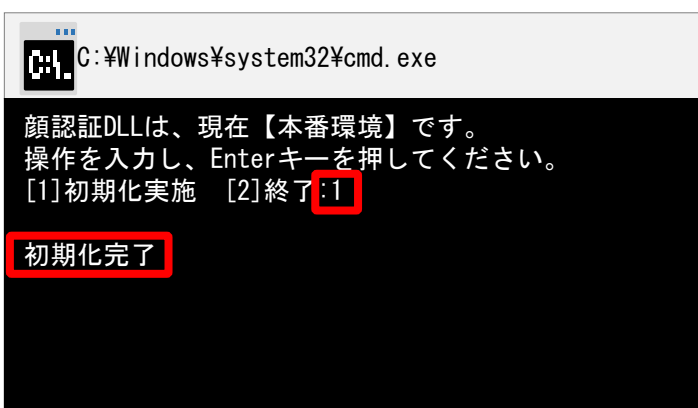 C:¥Windows¥system32¥cmd.exe
顔認証DLLは、現在【本番環境】です。
操作を入力し、Enterキーを押してください。
[1]初期化実施　[2]終了:1
初期化完了